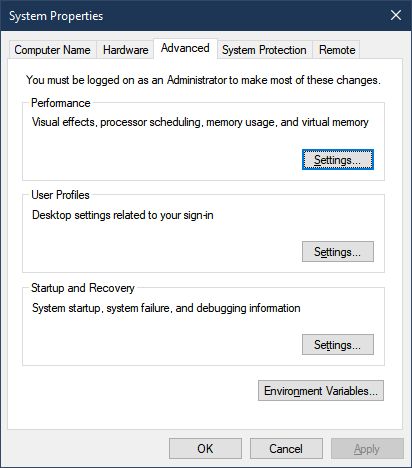 System Properties
Computer Name Hardware Advanced System Protection Remote
You must be logged on as an Administrator to make most of these changes.
Performance
Visual effects, processor scheduling, memory usage, and virtual memory
Settings...
User Profiles
Desktop settings related to your sign-in
Settings...
Startup and Recovery
System startup, system failure, and debugging information
Settings...
Environment Variables...
OK Cancel Apply